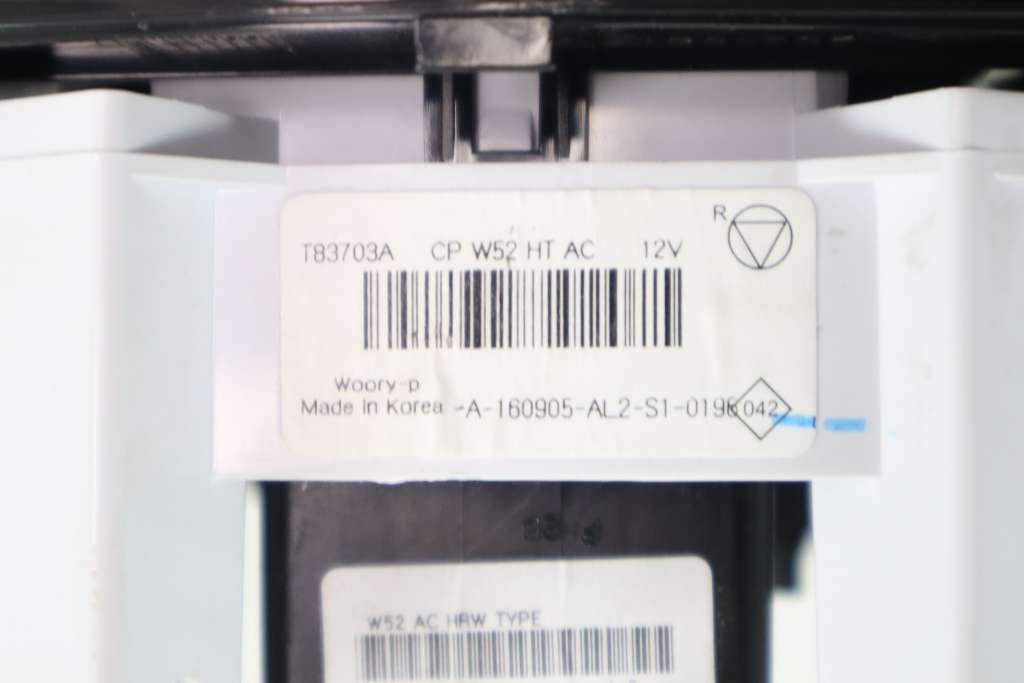 R
T83703A CP W52 HT AC 12V
Woory-p
Made in Korea -A-160905-AL2-S1-0196 042
W52 AC HRW TYPE